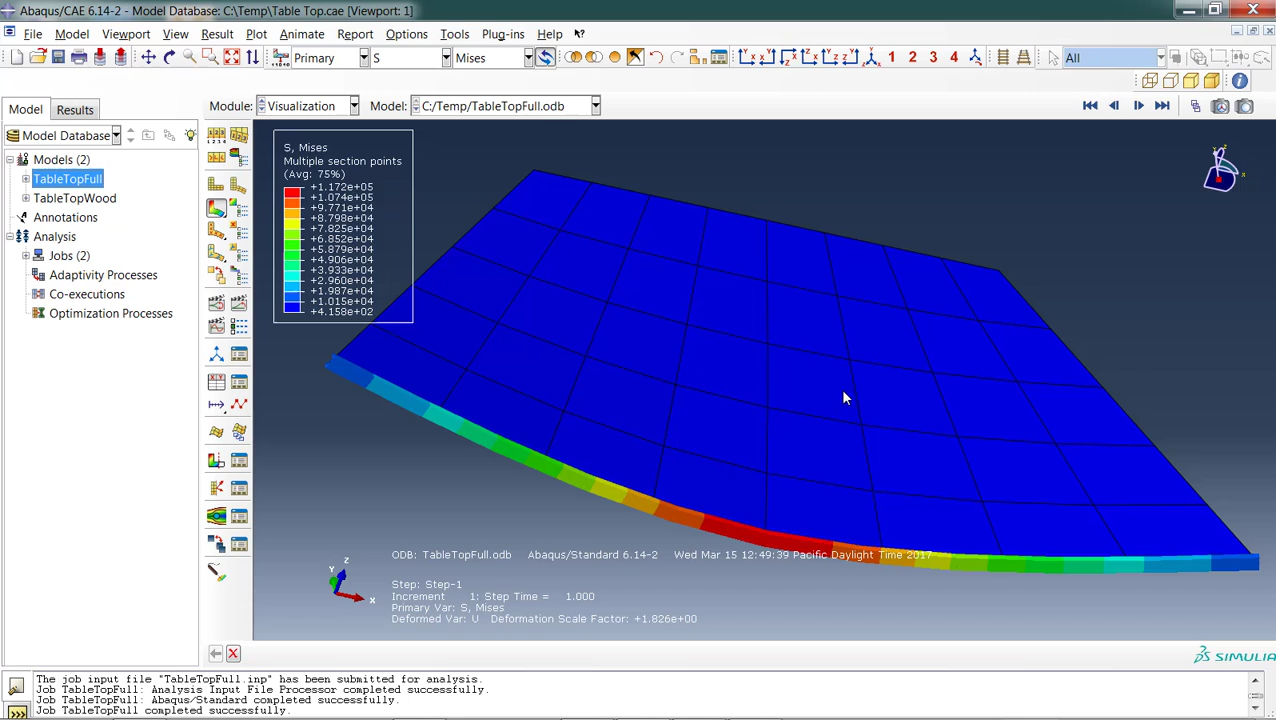 Abaqus/CAE 6.14-2 - Model Database: C:\Temp\Table Top.cae [Viewport: 1]
File Model Viewport View Result Plot Animate Report Options Tools Plug-ins Help
Primary S Mises 1 2 3 4 All
Model Results
Module: Visualization Model: C:/Temp/TableTopFull.odb
Model Database
Models (2)
TableTopFull
TableTopWood
Annotations
Analysis
Jobs (2)
Adaptivity Processes
Co-executions
Optimization Processes
S, Mises
Multiple section points
(Avg: 75%)
+1.172e+05
+1.074e+05
+9.771e+04
+8.798e+04
+7.825e+04
+6.852e+04
+5.879e+04
+4.906e+04
+3.933e+04
+2.960e+04
+1.987e+04
+1.015e+04
+4.158e+02
ODB: TableTopFull.odb Abaqus/Standard 6.14-2 Wed Mar 15 12:49:39 Pacific Daylight Time 2017
Z
Y
X
Step: Step-1
Increment 1: Step Time = 1.000
Primary Var: S, Mises
Deformed Var: U Deformation Scale Factor: +1.826e+00
SIMULIA
The job input file "TableTopFull.inp" has been submitted for analysis.
Job TableTopFull: Analysis Input File Processor completed successfully.
Job TableTopFull: Abaqus/Standard completed successfully.
Job TableTopFull completed successfully.
>>>